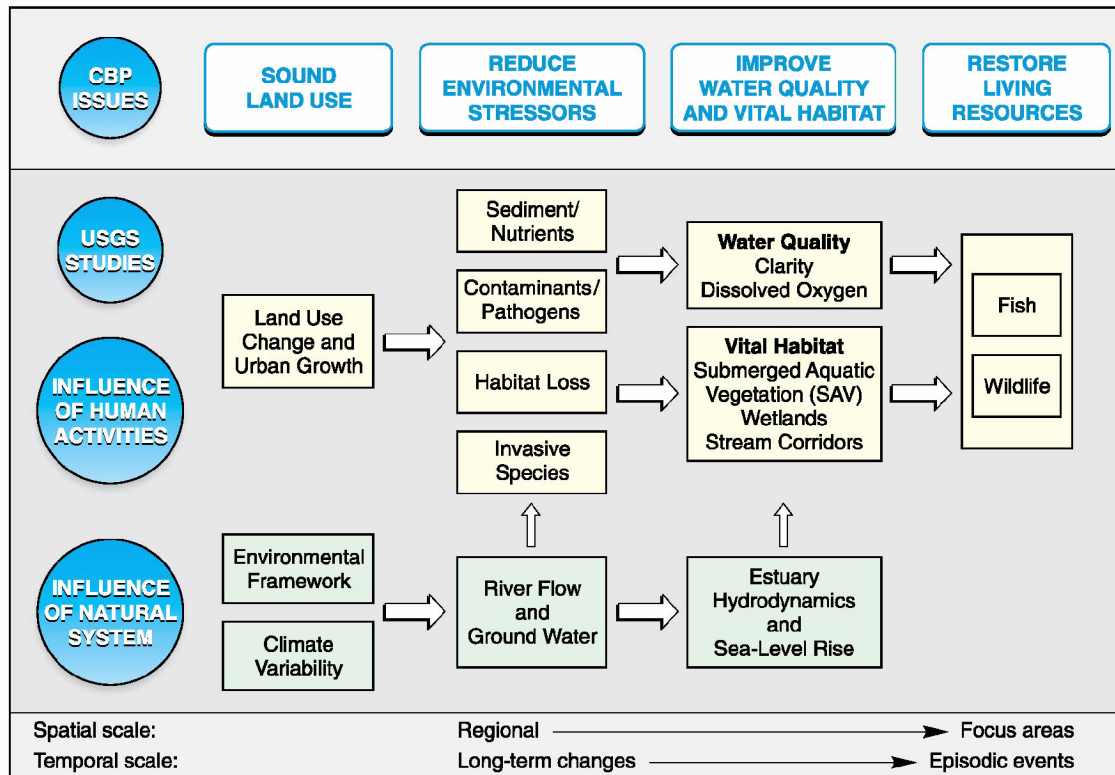 CBP
ISSUES
SOUND
LAND USE
REDUCE
ENVIRONMENTAL
STRESSORS
IMPROVE
WATER QUALITY
AND VITAL HABITAT
RESTORE
LIVING
RESOURCES
USGS
STUDIES
INFLUENCE
OF HUMAN
ACTIVITIES
Land Use
Change and
Urban Growth
Sediment/
Nutrients
Contaminants/
Pathogens
Habitat Loss
Invasive
Species
Water Quality
Clarity
Dissolved Oxygen
Vital Habitat
Submerged Aquatic
Vegetation (SAV)
Wetlands
Stream Corridors
Fish
Wildlife
INFLUENCE
OF NATURAL
SYSTEM
Environmental
Framework
Climate
Variability
River Flow
and
Ground Water
Estuary
Hydrodynamics
and
Sea-Level Rise
Spatial scale: Regional Focus areas
Temporal scale: Long-term changes Episodic events